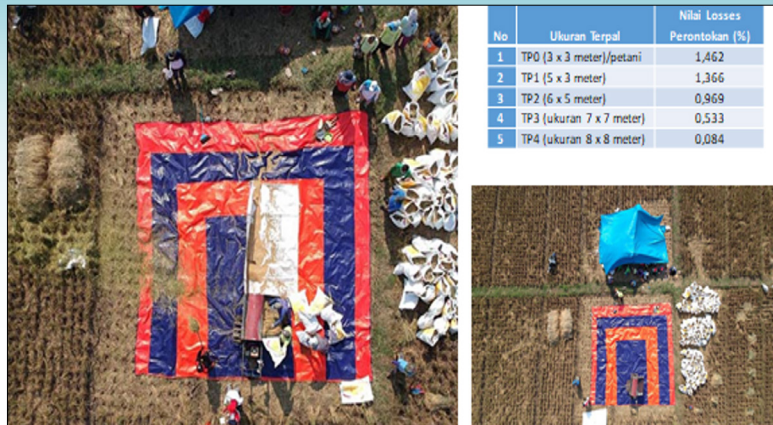 No Ukuran Terpal Nilai Losses Perontokan (%)
1 TP0 (3 x 3 meter)/petani 1,462
2 TP1 (5 x 3 meter) 1,366
3 TP2 (6 x 5 meter) 0,969
4 TP3 (ukuran 7 x 7 meter) 0,533
5 TP4 (ukuran 8 x 8 meter) 0,084